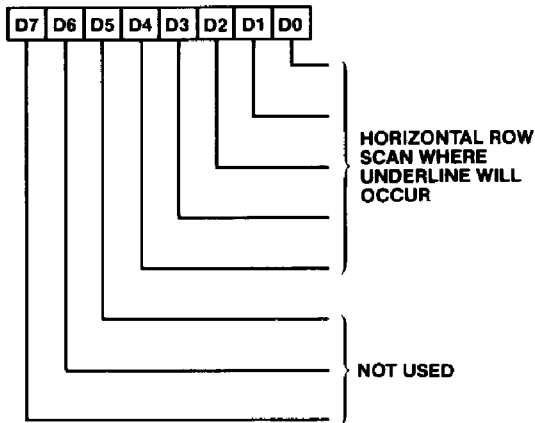 D7 D6 D5 D4 D3 D2 D1 D0
HORIZONTAL ROW
SCAN WHERE
UNDERLINE WILL
OCCUR
NOT USED